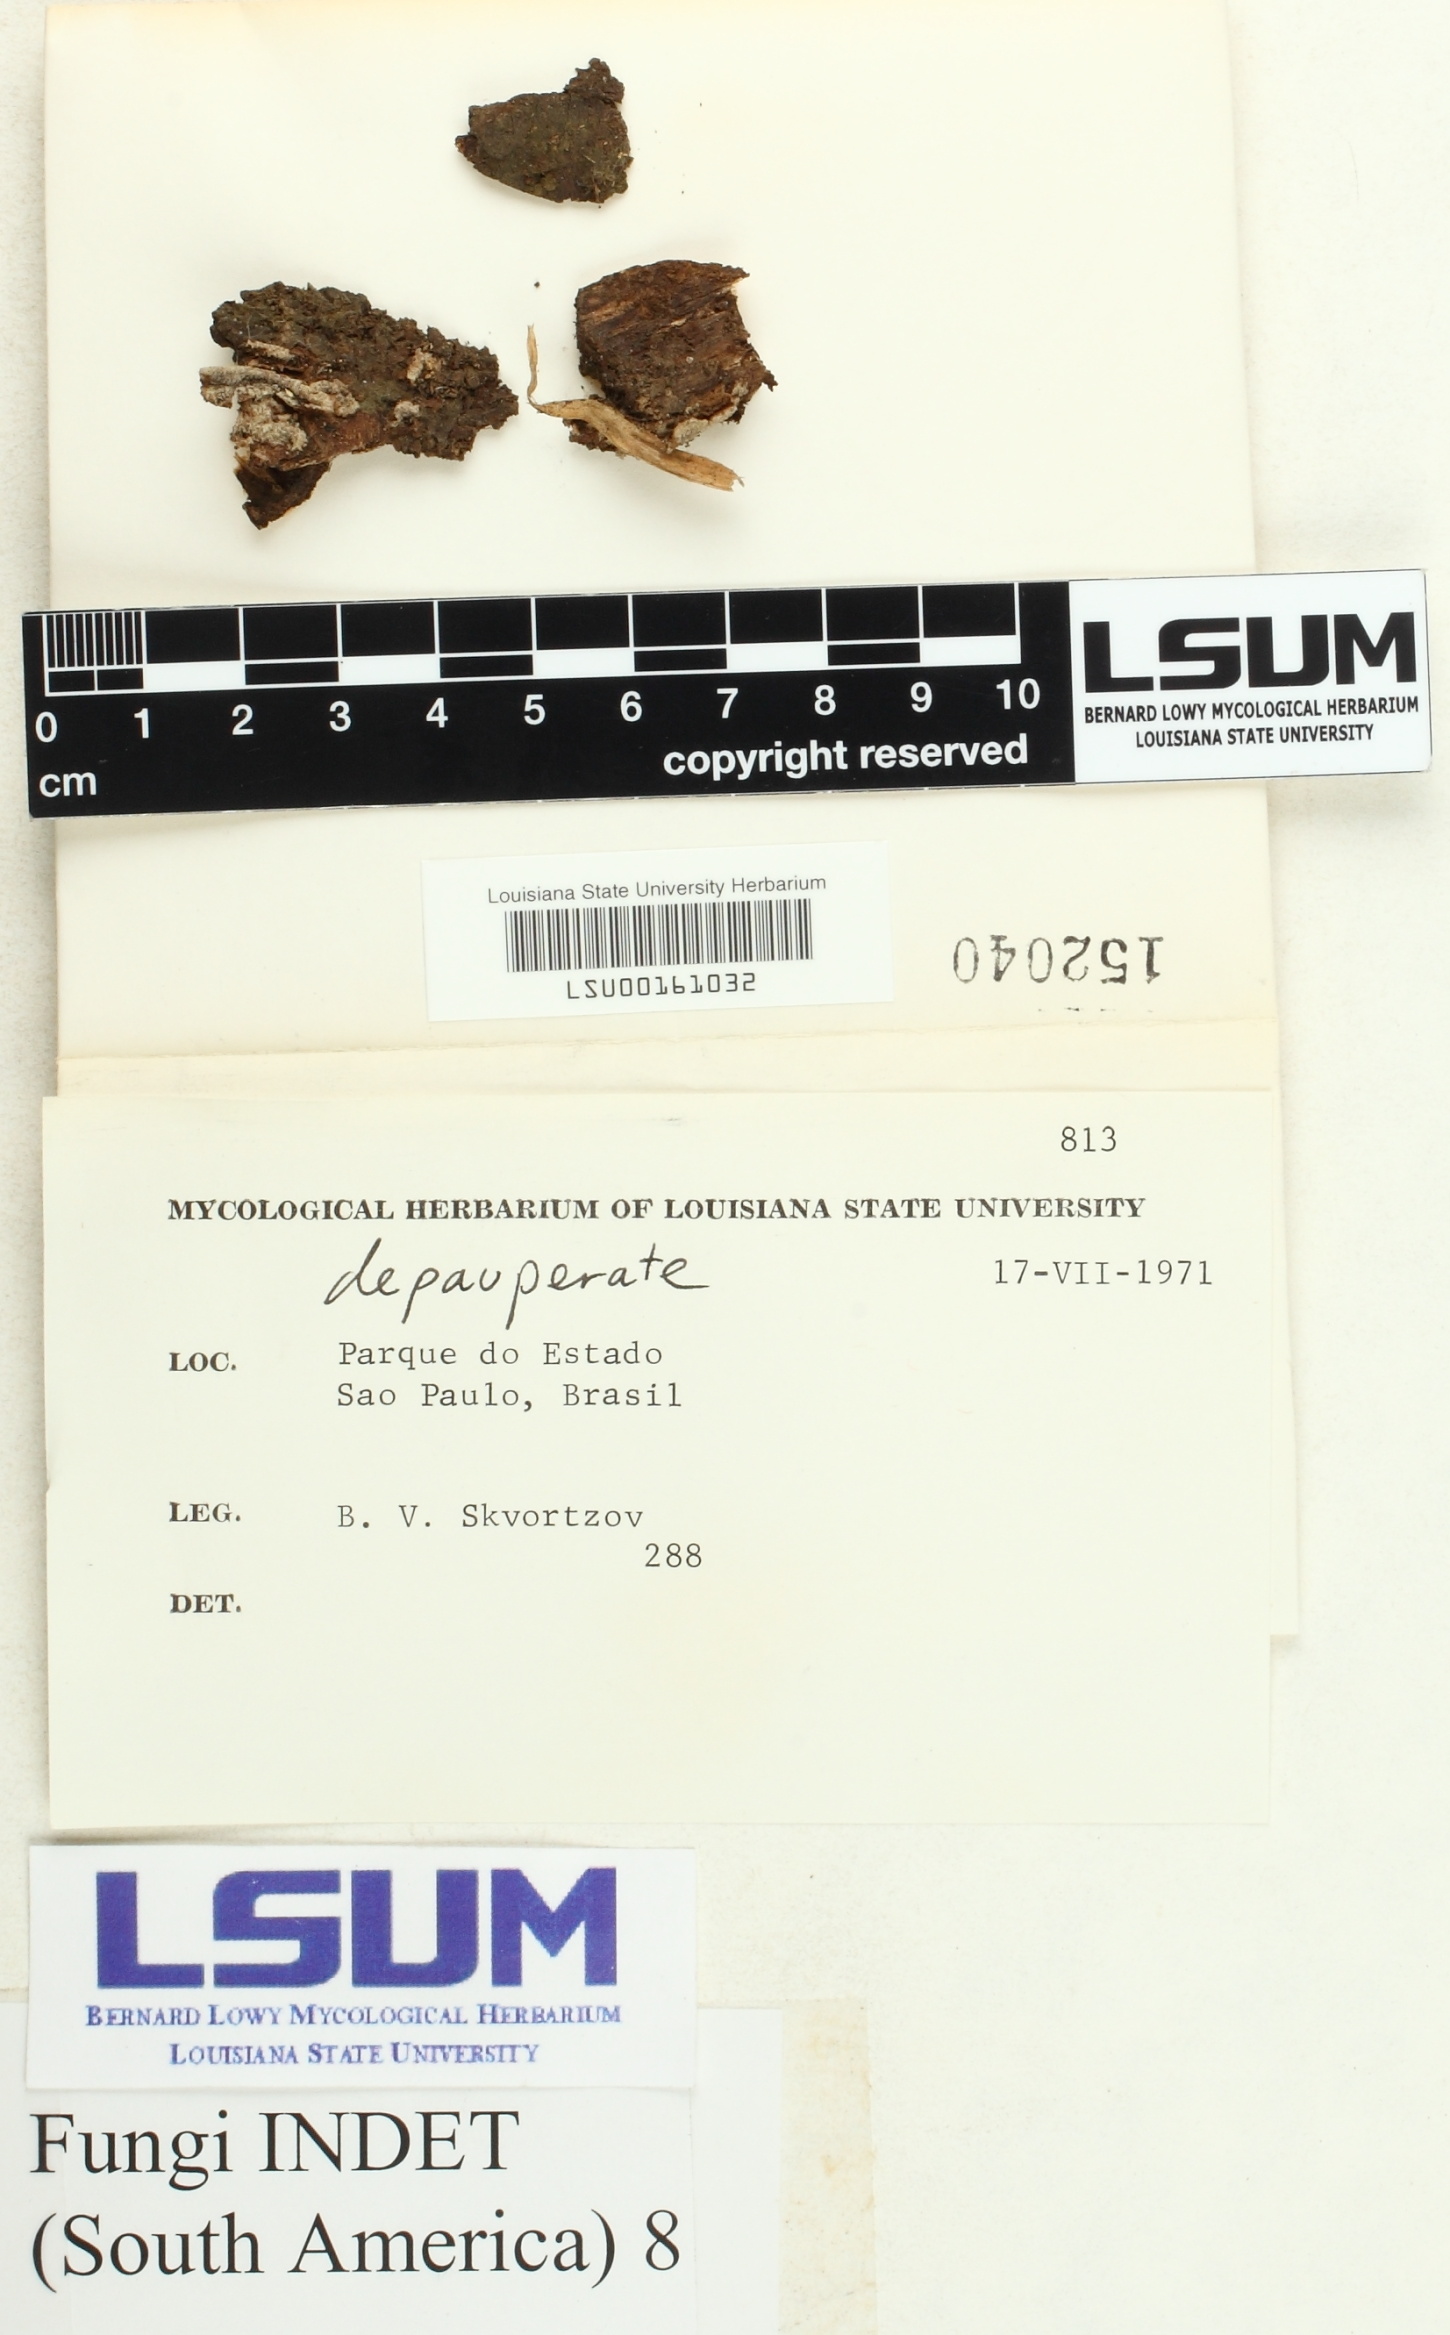 0 1 2 3 4 5 6 7 8 9 10
cm
copyright reserved
LSUM
BERNARD LOWY MYCOLOGICAL HERBARIUM
LOUISIANA STATE UNIVERSITY
Louisiana State University Herbarium
LSU00161032
152040
813
MYCOLOGICAL HERBARIUM OF LOUISIANA STATE UNIVERSITY
depauperate
17-VII-1971
LOC. Parque do Estado
Sao Paulo, Brasil
LEG. B. V. Skvortzov
288
DET.
LSUM
BERNARD LOWY MYCOLOGICAL HERBARIUM
LOUISIANA STATE UNIVERSITY
Fungi INDET
(South America) 8